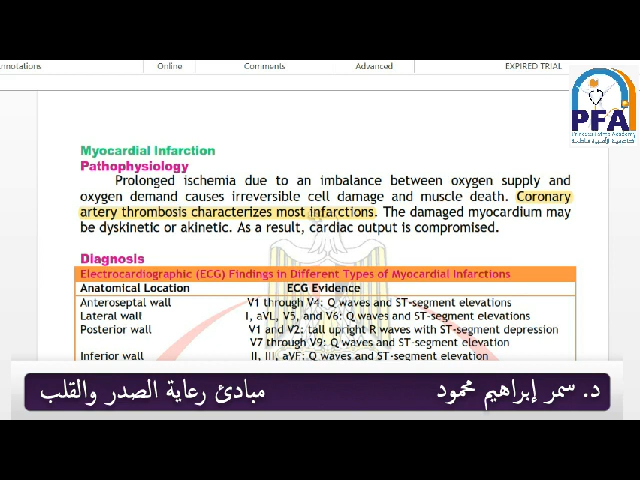 nnotations Online Comments Advanced EXPIRED TRIAL
PFA
Myocardial Infarction
Pathophysiology
Prolonged ischemia due to an imbalance between oxygen supply and
oxygen demand causes irreversible cell damage and muscle death. Coronary
artery thrombosis characterizes most infarctions. The damaged myocardium may
be dyskinetic or akinetic. As a result, cardiac output is compromised.
Diagnosis
Electrocardiographic (ECG) Findings in Different Types of Myocardial Infarctions
Anatomical Location ECG Evidence
Anteroseptal wall V1 through V4: Q waves and ST-segment elevations
Lateral wall I, aVL, V5, and V6: Q waves and ST-segment elevations
Posterior wall V1 and V2: tall upright R waves with ST-segment depression
V7 through V9: Q waves and ST-segment elevation
Inferior wall II, III, aVF: Q waves and ST-segment elevation
د. سمر إبراهيم محمود
مبادئ رعاية الصدر والقلب